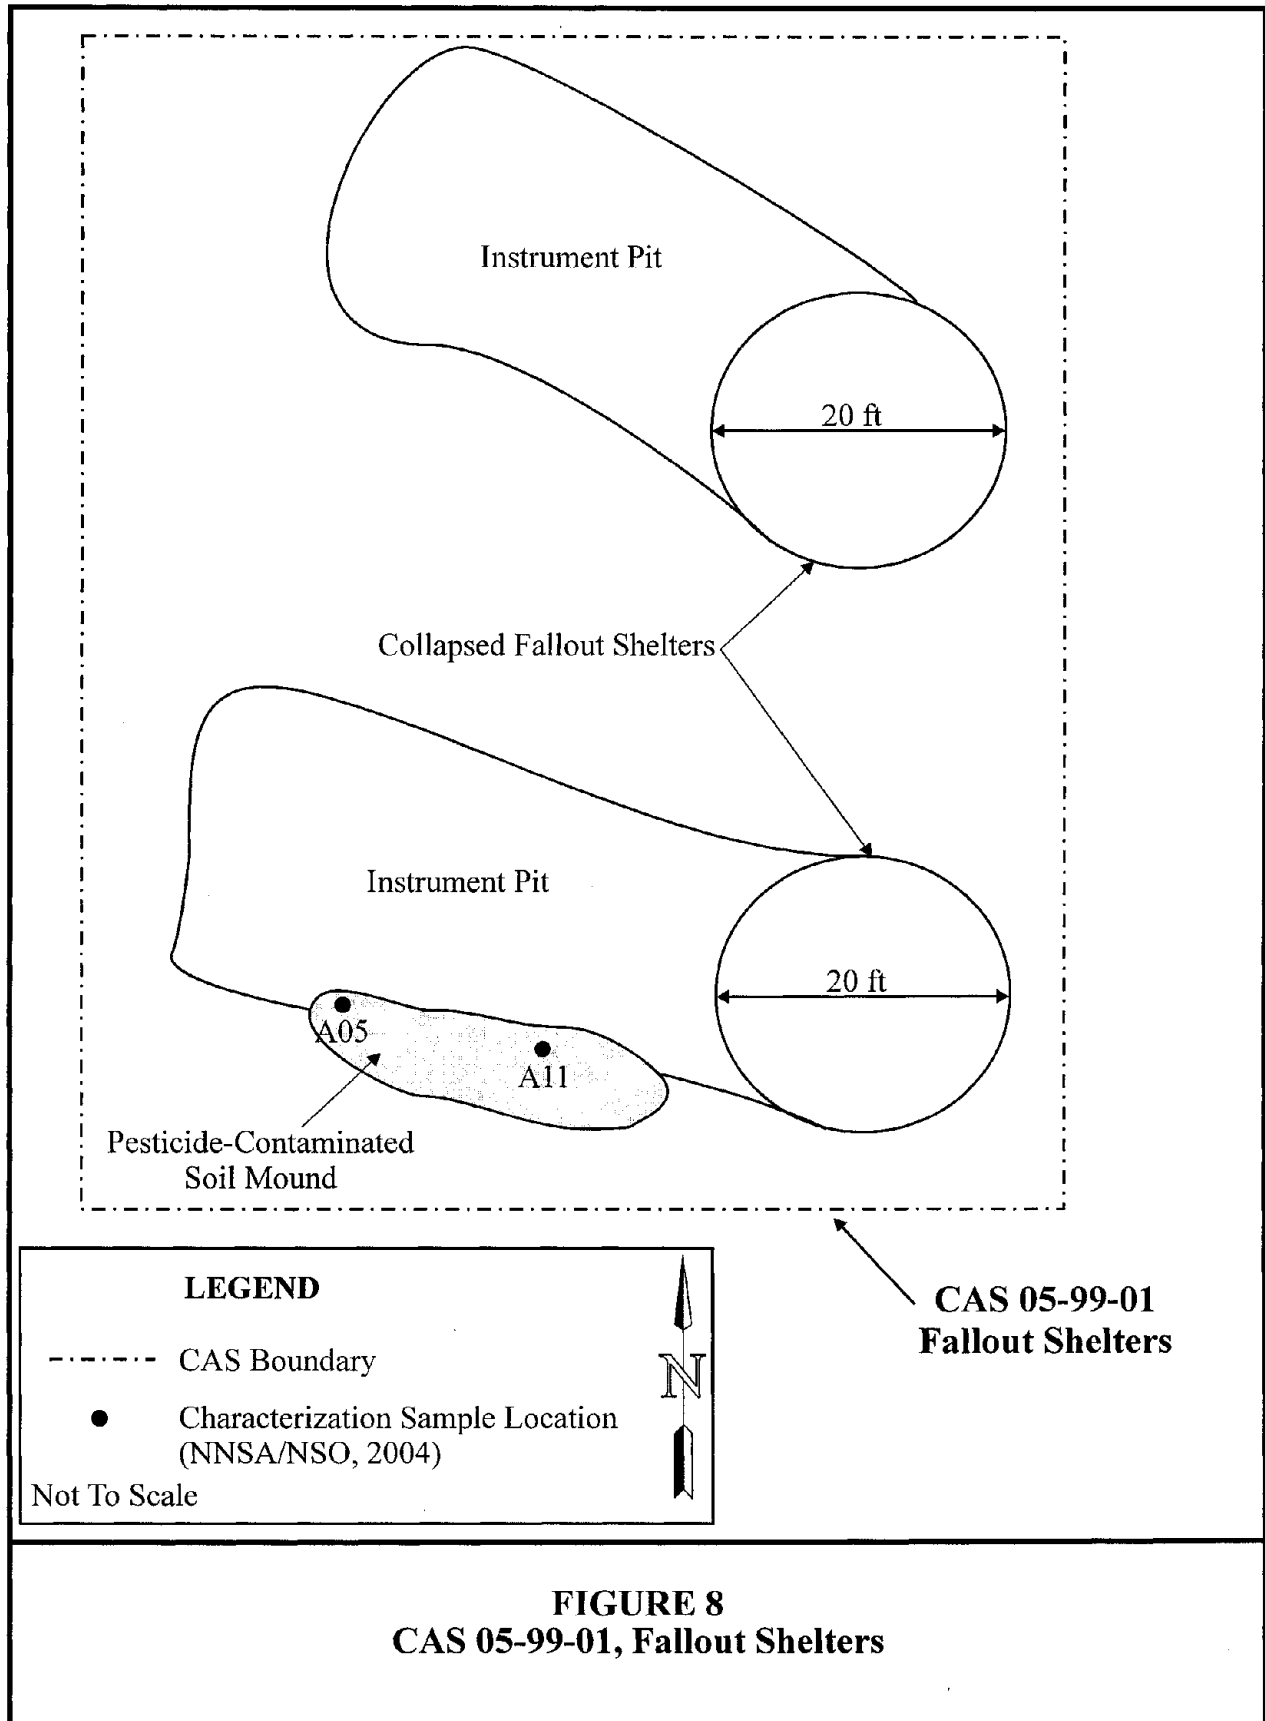 Instrument Pit
20 ft
Collapsed Fallout Shelters
Instrument Pit
20 ft
A05
A11
Pesticide-Contaminated
Soil Mound
CAS 05-99-01
Fallout Shelters
LEGEND
CAS Boundary
Characterization Sample Location
(NNSA/NSO, 2004)
Not To Scale
N
FIGURE 8
CAS 05-99-01, Fallout Shelters